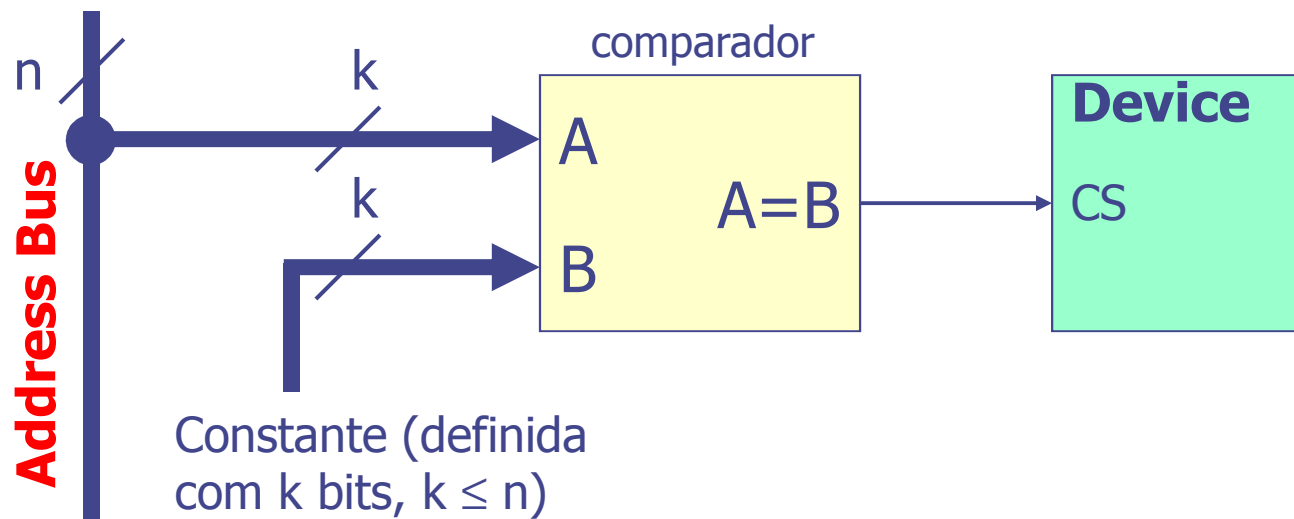 n
k
comparador
Device
A
k
A=B
CS
B
Address Bus
Constante (definida
com k bits, k ≤ n)